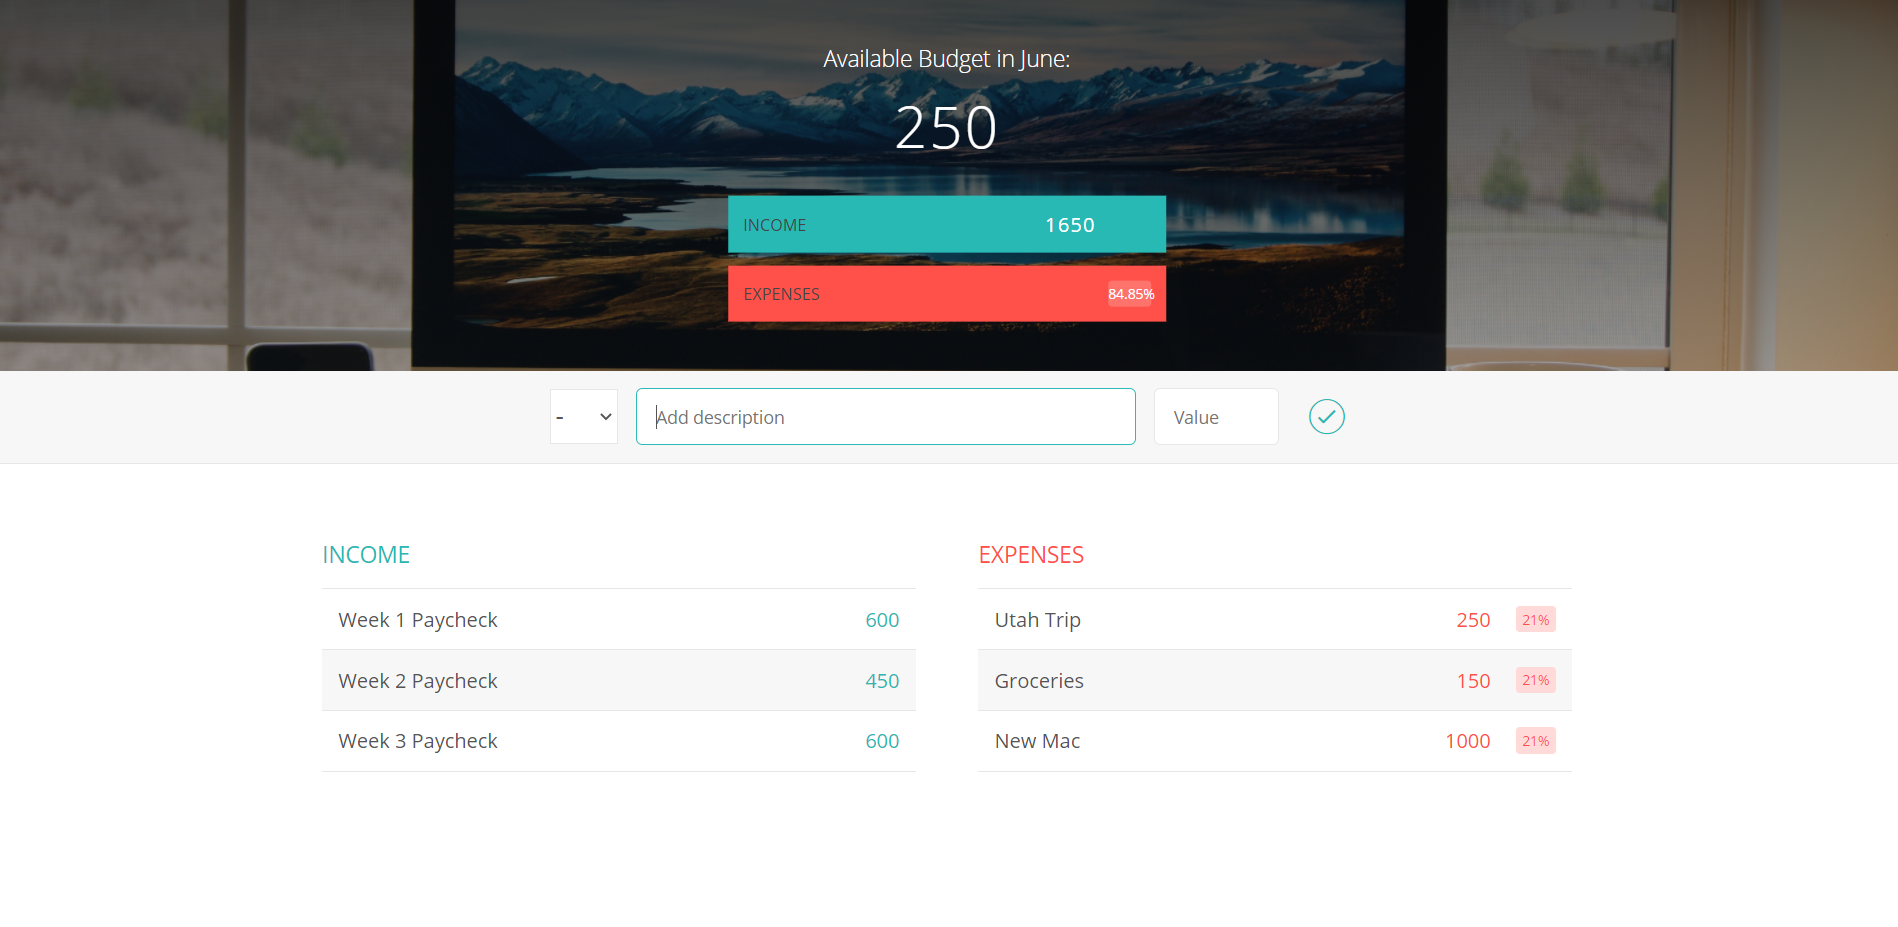 Available Budget in June:
250
INCOME 1650
EXPENSES 84.85%
- Add description Value
INCOME
Week 1 Paycheck 600
Week 2 Paycheck 450
Week 3 Paycheck 600
EXPENSES
Utah Trip 250 21%
Groceries 150 21%
New Mac 1000 21%